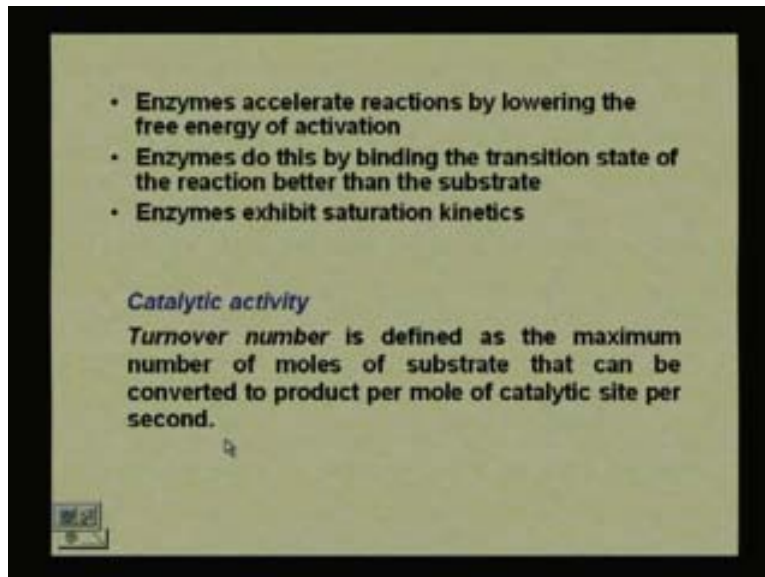 • Enzymes accelerate reactions by lowering the
free energy of activation
• Enzymes do this by binding the transition state of
the reaction better than the substrate
• Enzymes exhibit saturation kinetics
Catalytic activity
Turnover number is defined as the maximum
number of moles of substrate that can be
converted to product per mole of catalytic site per
second.